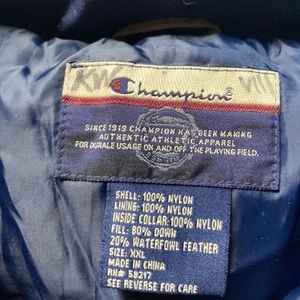 KW
Champion®
SINCE 1919 CHAMPION HAS BEEN MAKING
AUTHENTIC ATHLETIC APPAREL
FOR DURABLE USAGE ON AND OFF THE PLAYING FIELD.
SHELL: 100% NYLON
LINING: 100% NYLON
INSIDE COLLAR: 100% NYLON
FILL: 80% DOWN
20% WATERFOWL FEATHER
SIZE: XXL
MADE IN CHINA
RN# 58217
SEE REVERSE FOR CARE